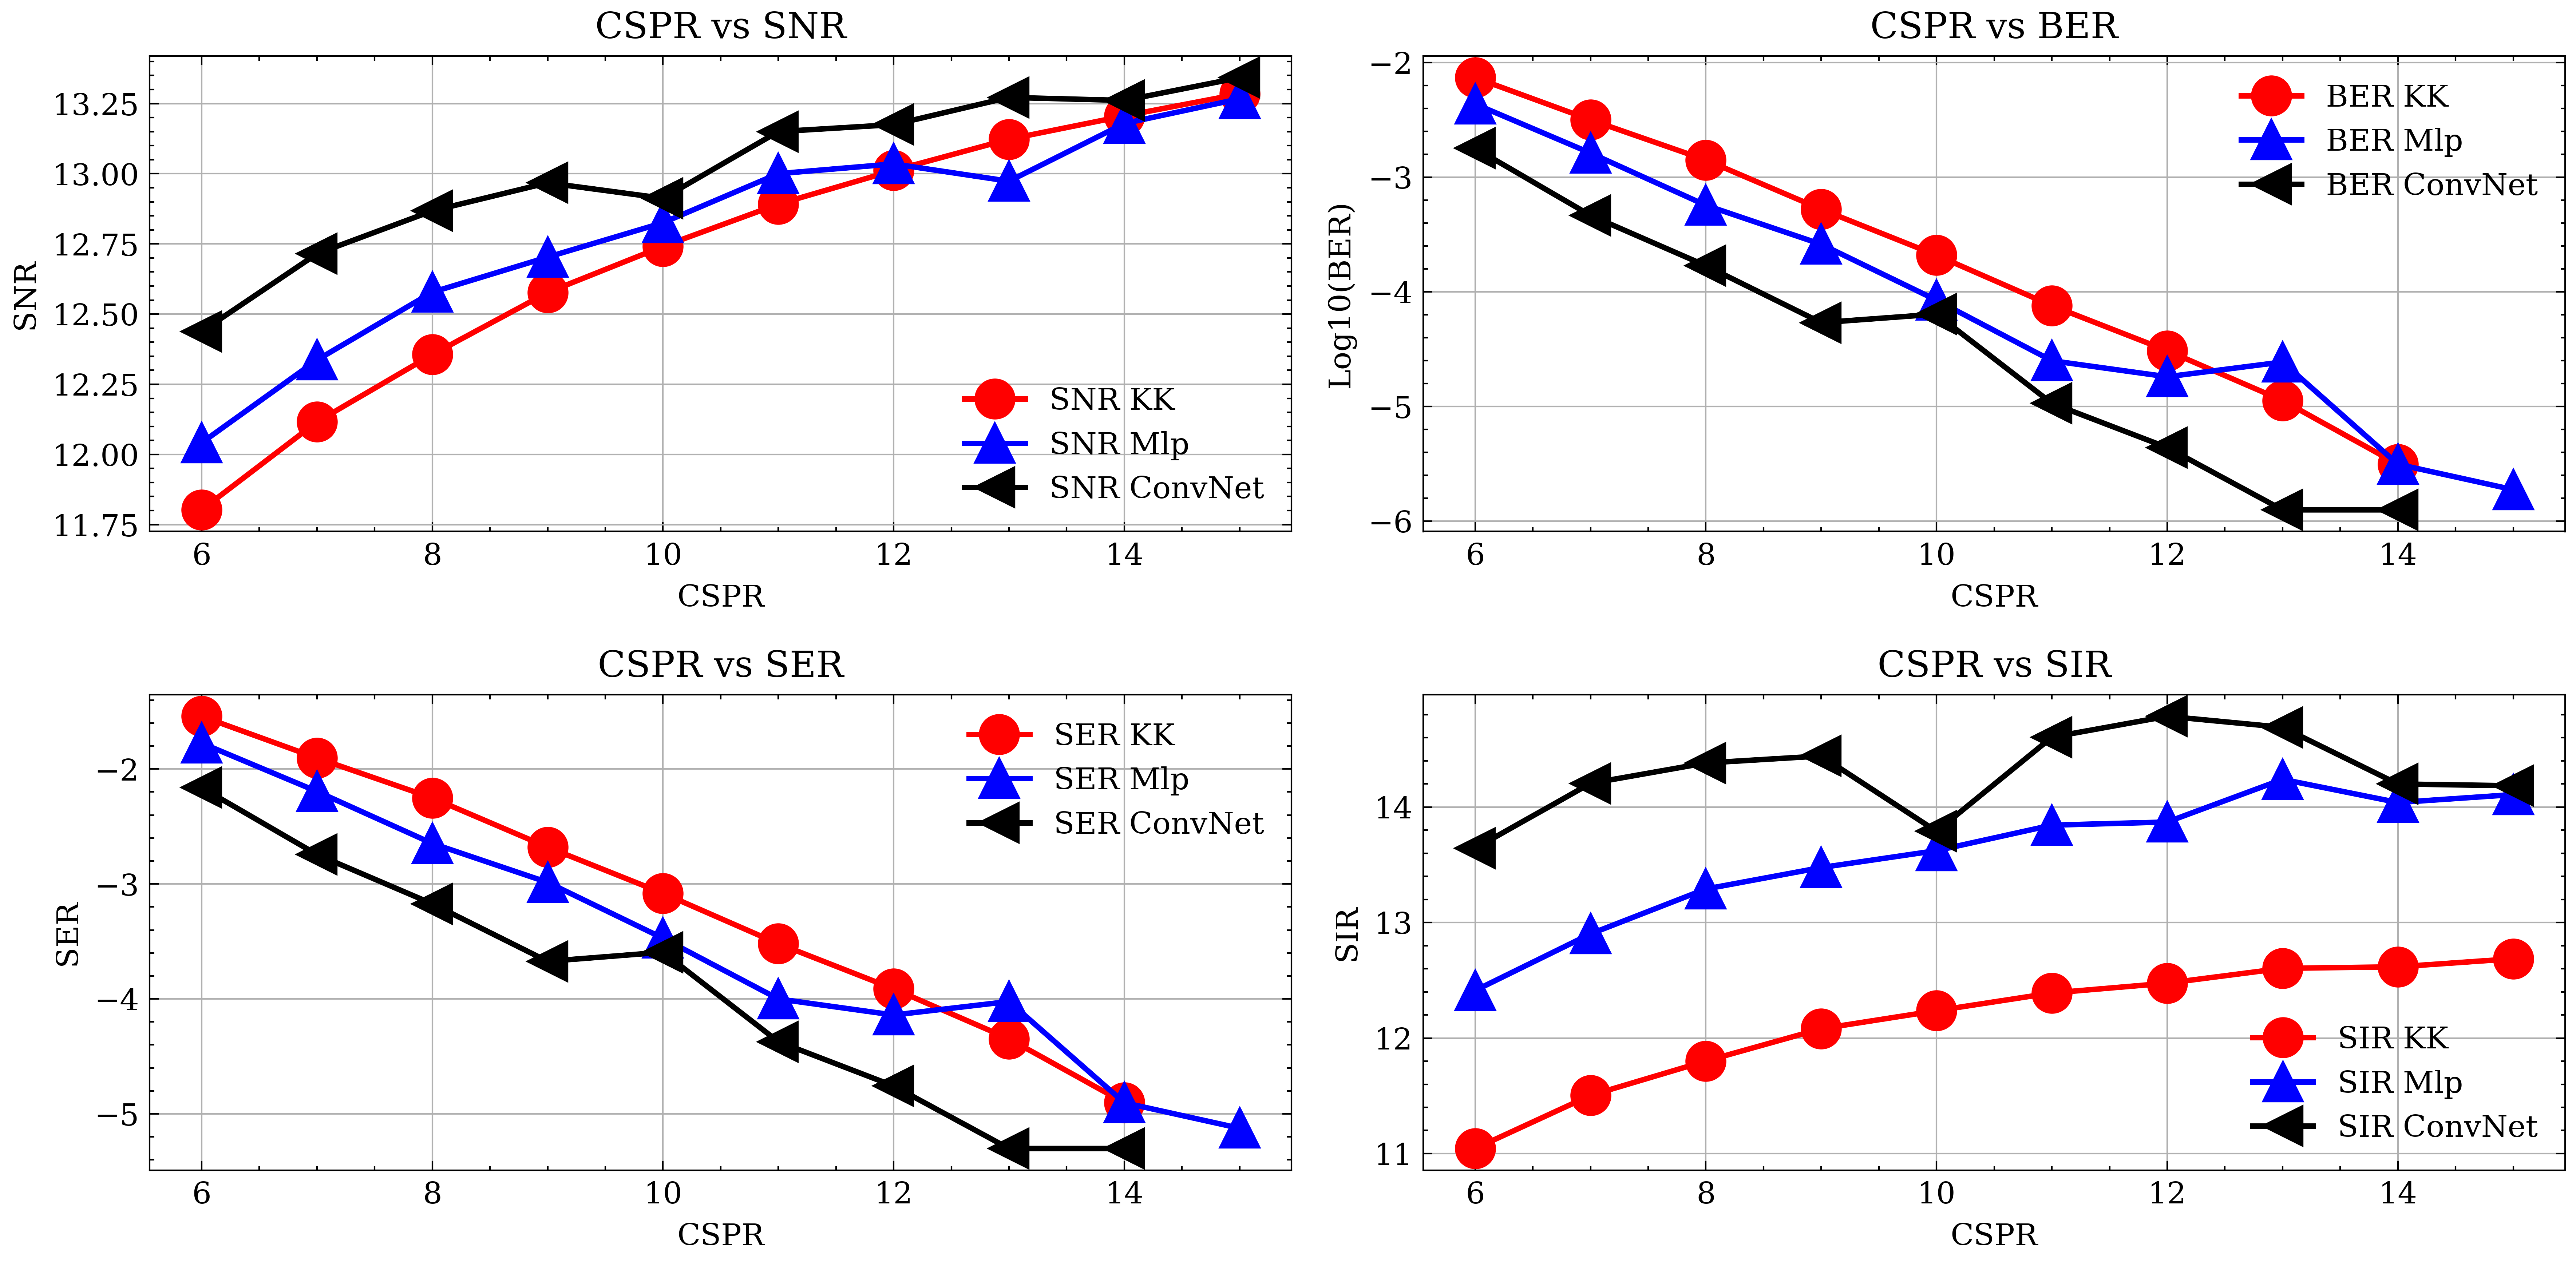 CSPR vs SNR
SNR
13.25
13.00
12.75
12.50
12.25
12.00
11.75
6 8 10 12 14
CSPR
SNR KK
SNR Mlp
SNR ConvNet
CSPR vs BER
Log10(BER)
−2
−3
−4
−5
−6
6 8 10 12 14
CSPR
BER KK
BER Mlp
BER ConvNet
CSPR vs SER
SER
−2
−3
−4
−5
6 8 10 12 14
CSPR
SER KK
SER Mlp
SER ConvNet
CSPR vs SIR
SIR
14
13
12
11
6 8 10 12 14
CSPR
SIR KK
SIR Mlp
SIR ConvNet